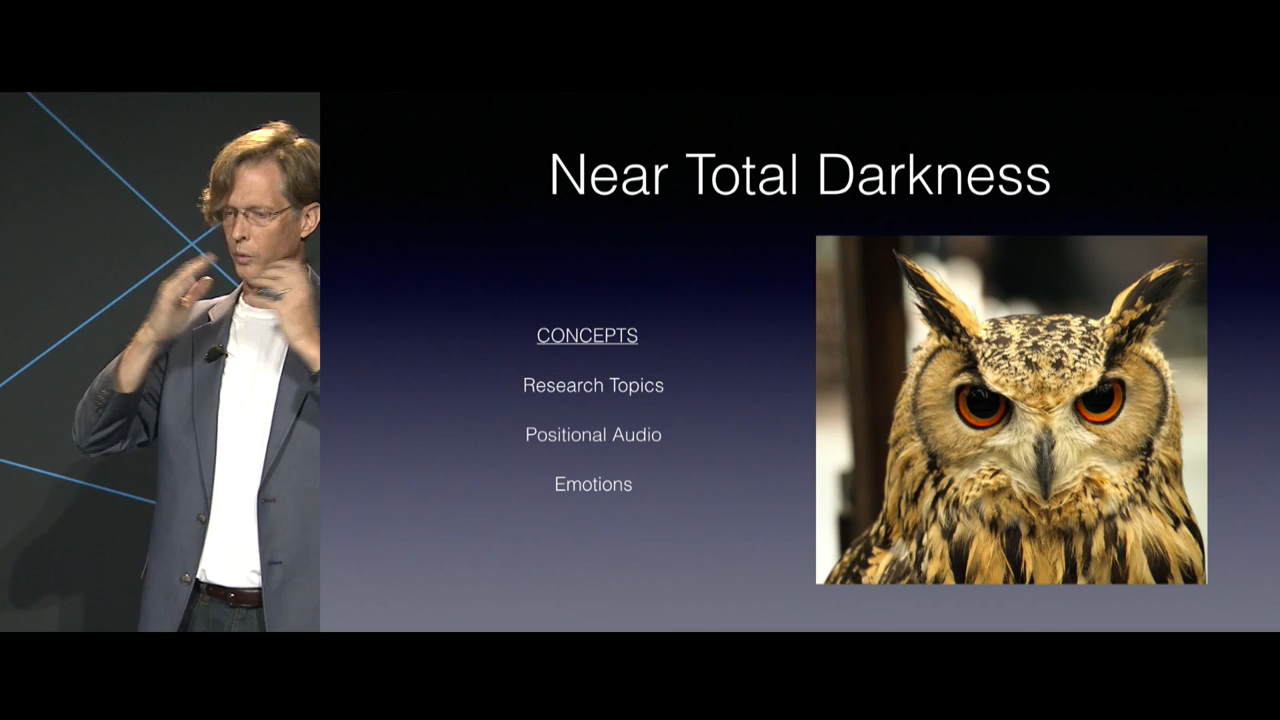 Near Total Darkness
CONCEPTS
Research Topics
Positional Audio
Emotions